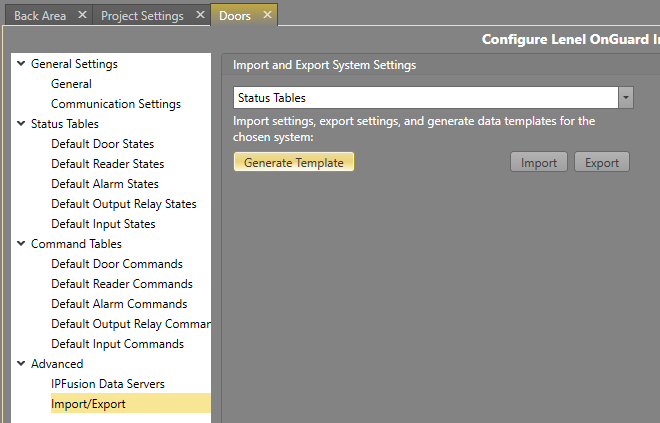 Back Area
Project Settings
Doors
Configure Lenel OnGuard I
General Settings
General
Communication Settings
Status Tables
Default Door States
Default Reader States
Default Alarm States
Default Output Relay States
Default Input States
Command Tables
Default Door Commands
Default Reader Commands
Default Alarm Commands
Default Output Relay Comman
Default Input Commands
Advanced
IPFusion Data Servers
Import/Export
Import and Export System Settings
Status Tables
Import settings, export settings, and generate data templates for the
chosen system:
Generate Template
Import
Export